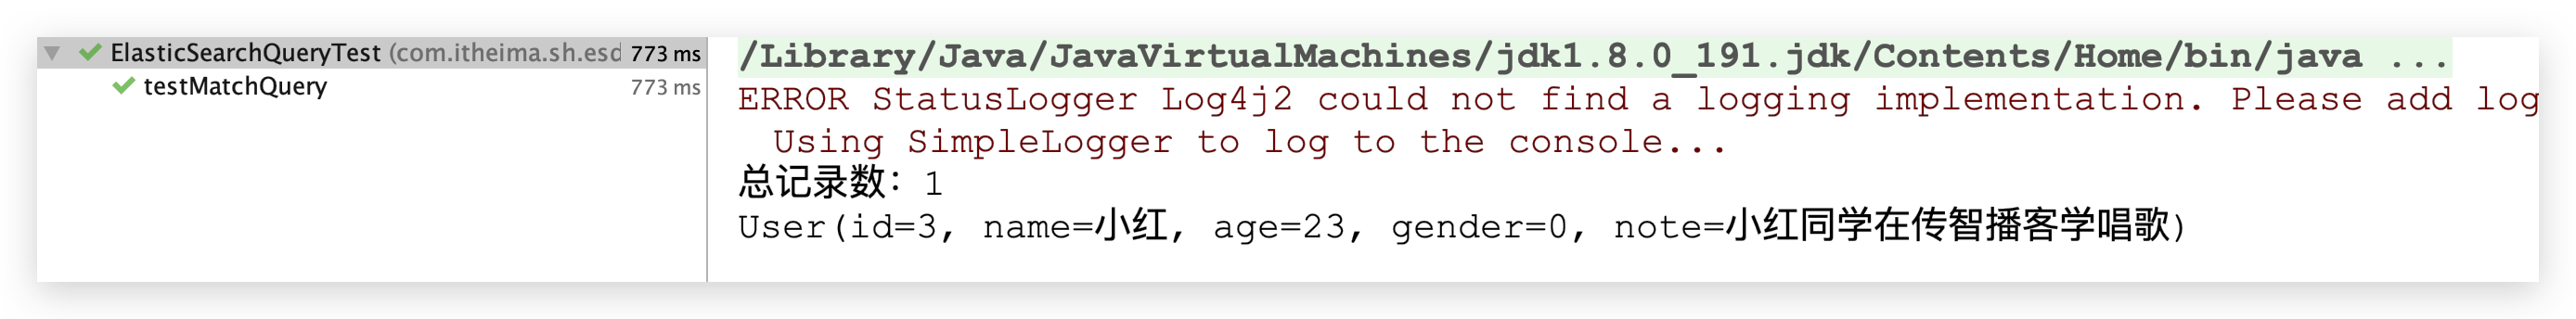 ElasticSearchQueryTest (com.itheima.sh.esd 773 ms
testMatchQuery 773 ms
/Library/Java/JavaVirtualMachines/jdk1.8.0_191.jdk/Contents/Home/bin/java ...
ERROR StatusLogger Log4j2 could not find a logging implementation. Please add log
Using SimpleLogger to log to the console...
总记录数：1
User(id=3, name=小红, age=23, gender=0, note=小红同学在传智播客学唱歌)